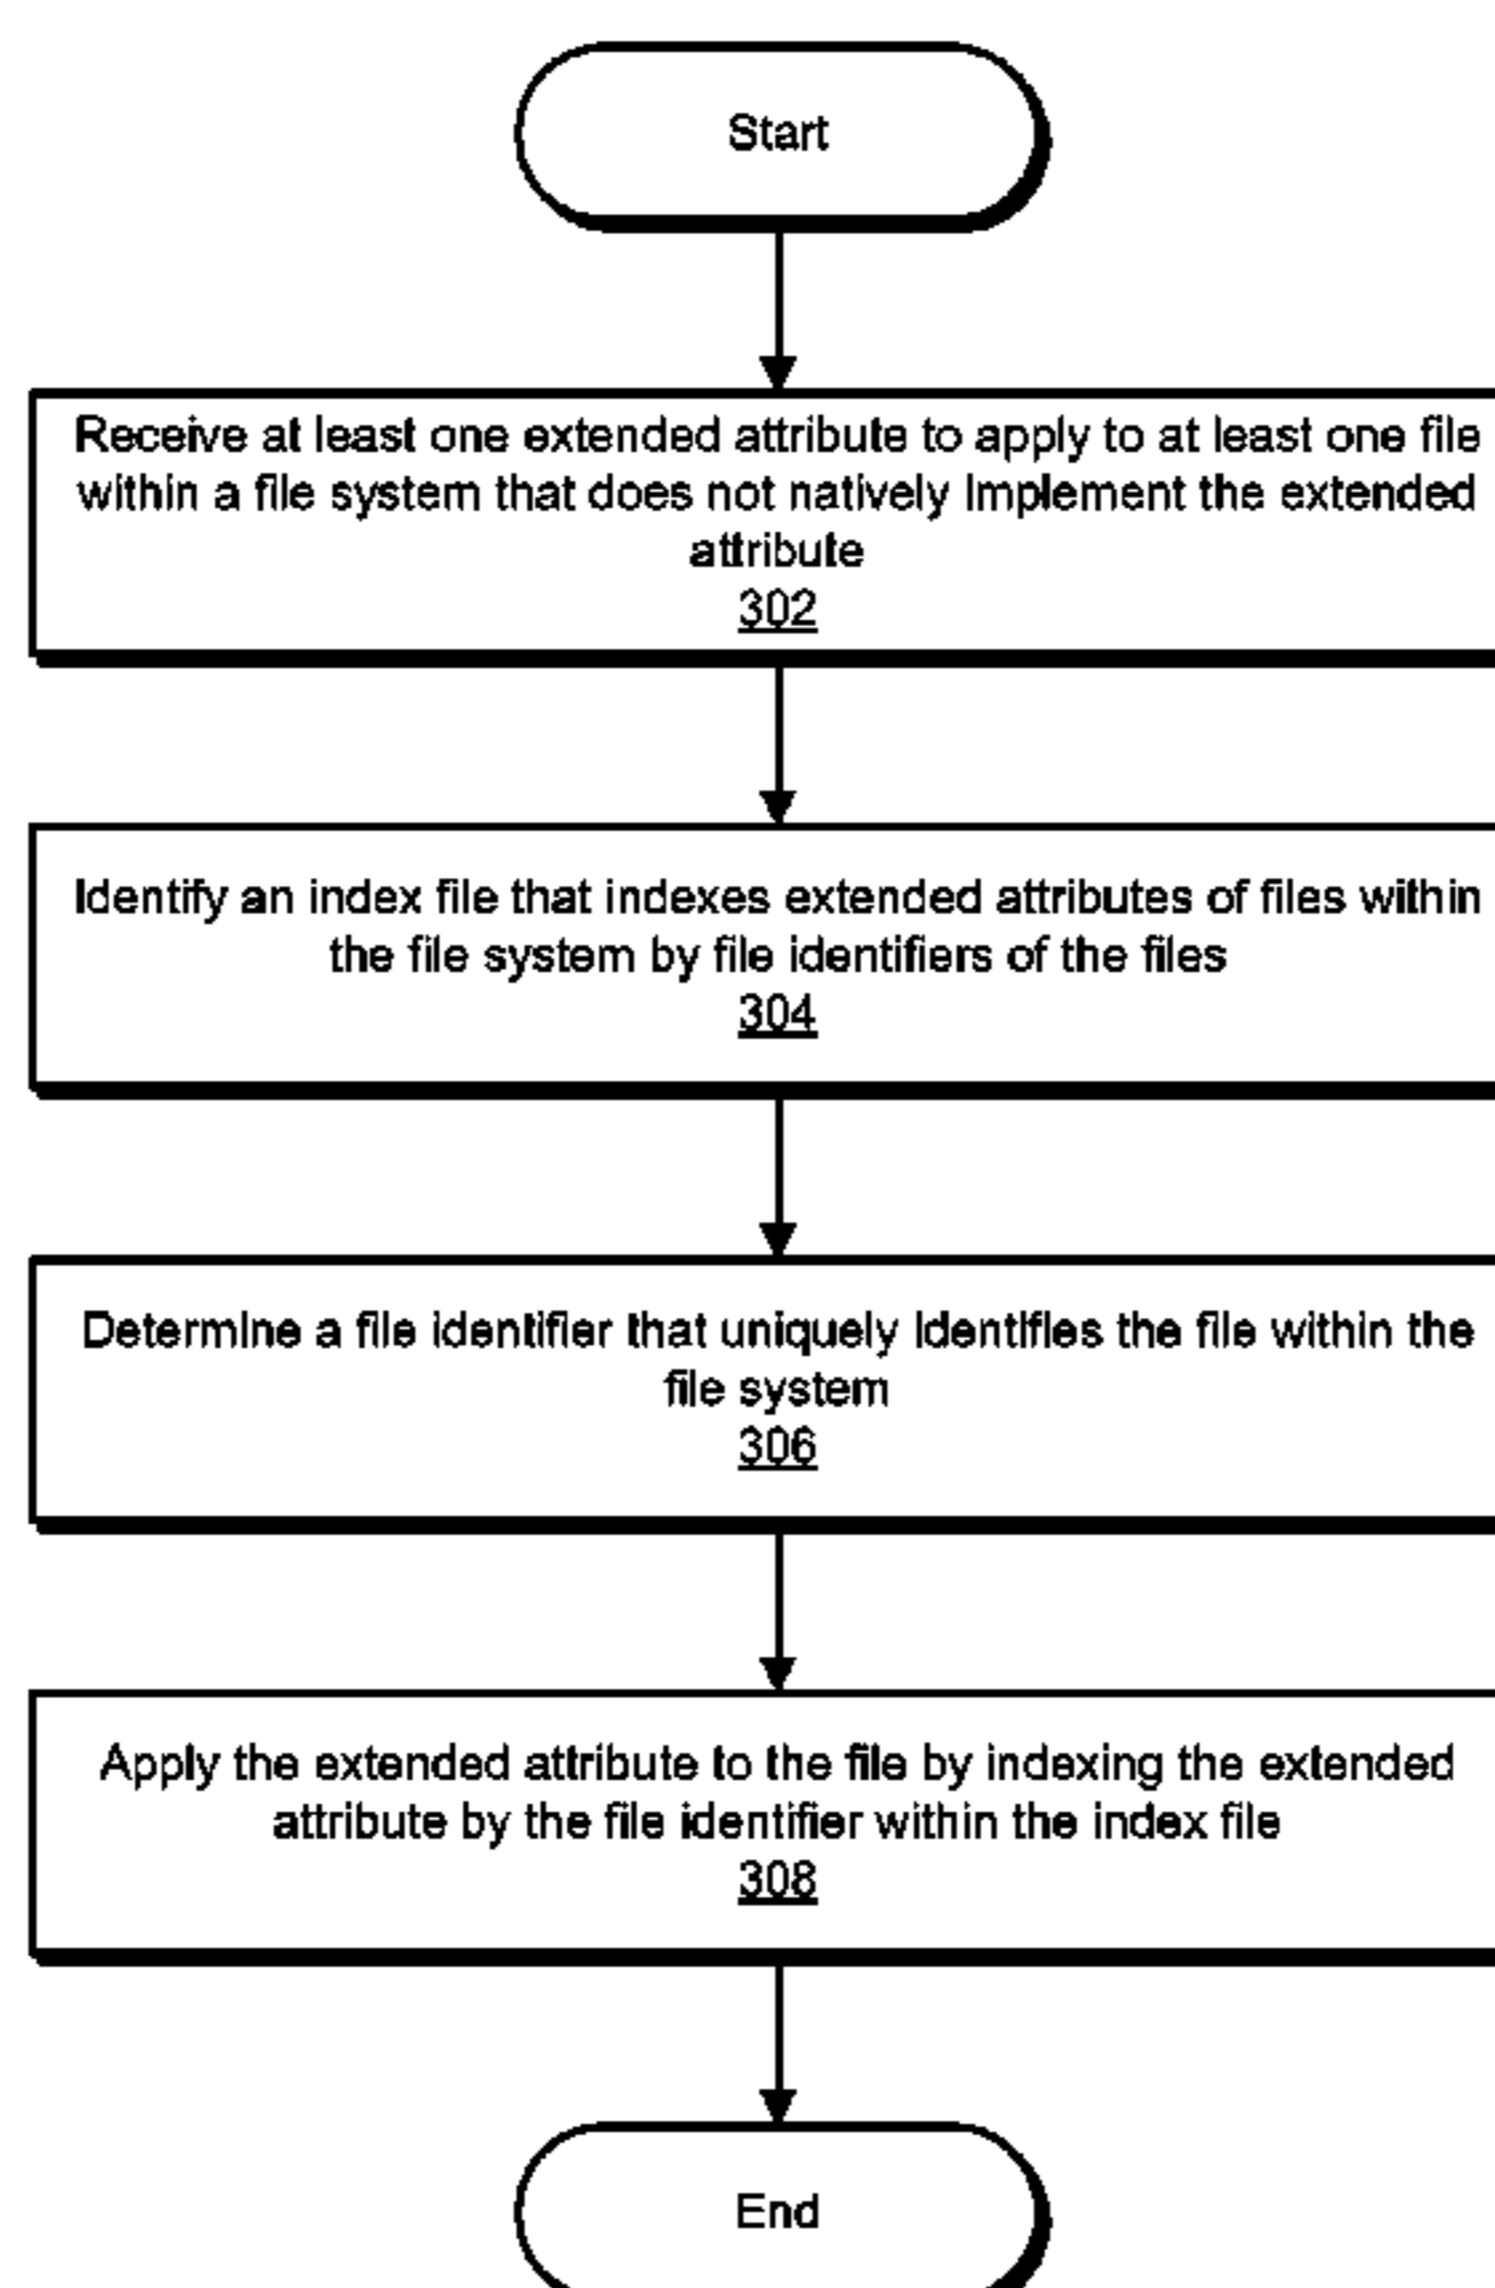 Start
Receive at least one extended attribute to apply to at least one file
within a file system that does not natively implement the extended
attribute
302
Identify an index file that indexes extended attributes of files within
the file system by file identifiers of the files
304
Determine a file identifier that uniquely identifies the file within the
file system
306
Apply the extended attribute to the file by indexing the extended
attribute by the file identifier within the index file
308
End